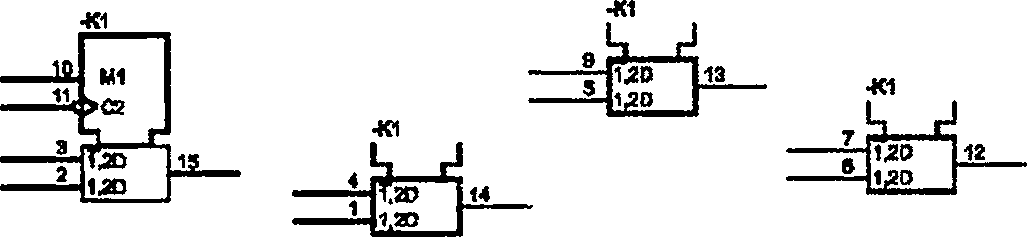 -K1
10 M1
11 C2
3 1,2D 15
2 1,2D
-K1
4 1,2D 14
1 1,2D
-K1
9 1,2D 13
5 1,2D
-K1
7 1,2D 12
6 1,2D